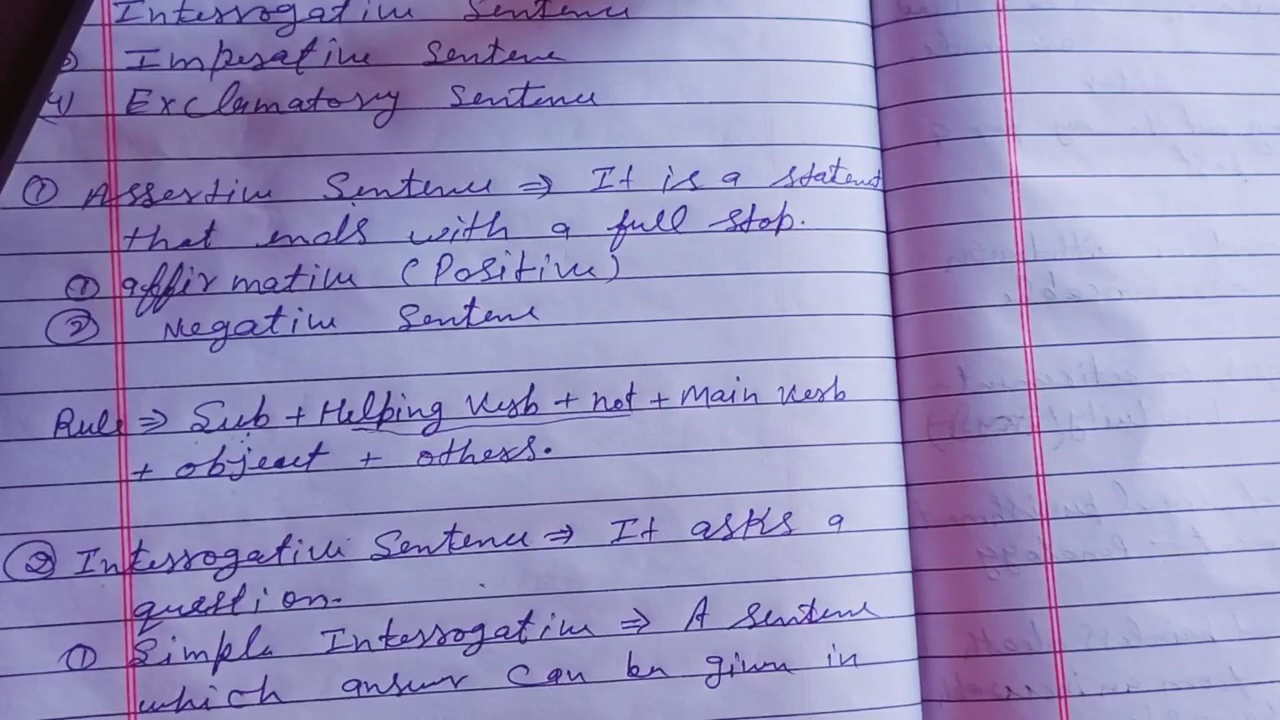 Interrogative Sentence
3) Imperative Sentence
4) Exclamatory Sentence
① Assertive Sentence ⇒ It is a statement
that ends with a full stop.
① affirmative (Positive)
② Negative Sentence
Rule ⇒ Sub + Helping Verb + not + Main Verb
+ object + others.
② Interrogative Sentence ⇒ It asks a
question.
① Simple Interrogative ⇒ A sentence
which answer can be given in